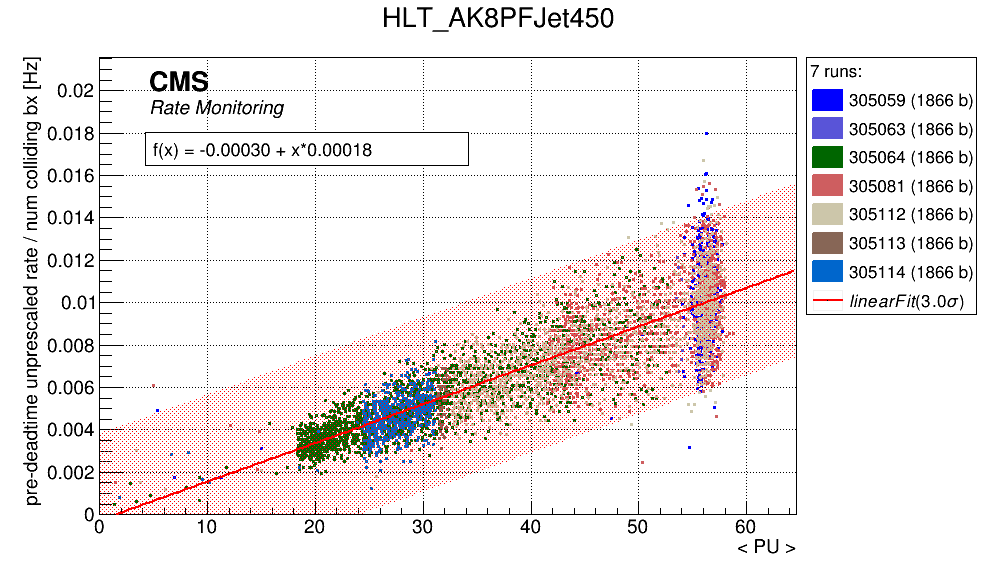 HLT_AK8PFJet450
pre-deadtime unprescaled rate / num colliding bx [Hz]
CMS
Rate Monitoring
f(x) = -0.00030 + x*0.00018
0.02
0.018
0.016
0.014
0.012
0.01
0.008
0.006
0.004
0.002
0
0 10 20 30 40 50 60
< PU >
7 runs:
305059 (1866 b)
305063 (1866 b)
305064 (1866 b)
305081 (1866 b)
305112 (1866 b)
305113 (1866 b)
305114 (1866 b)
linearFit(3.0σ)